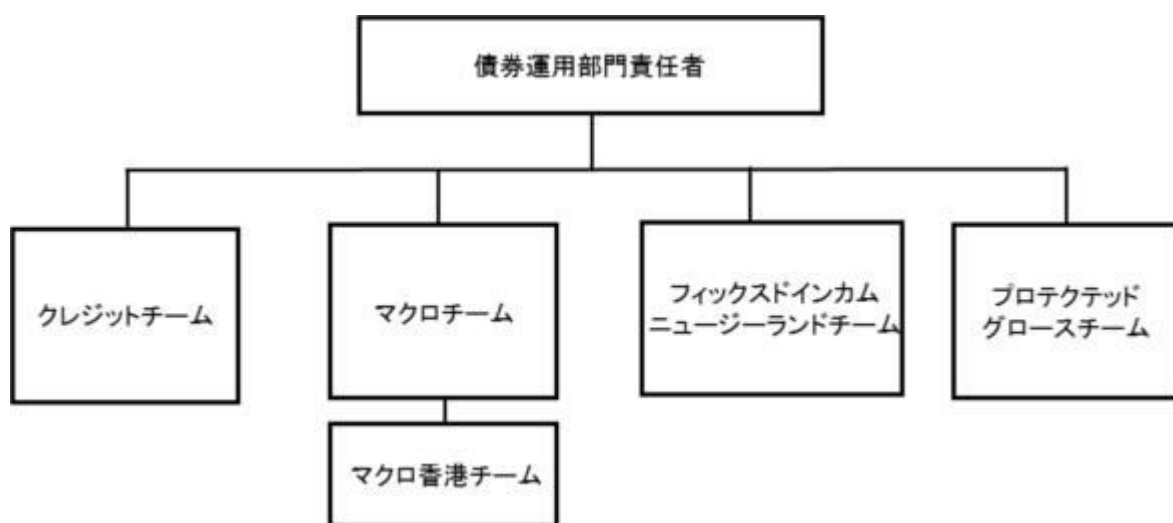 債券運用部門責任者
クレジットチーム
マクロチーム
フィックスドインカム
ニュージーランドチーム
プロテクテッド
グロースチーム
マクロ香港チーム